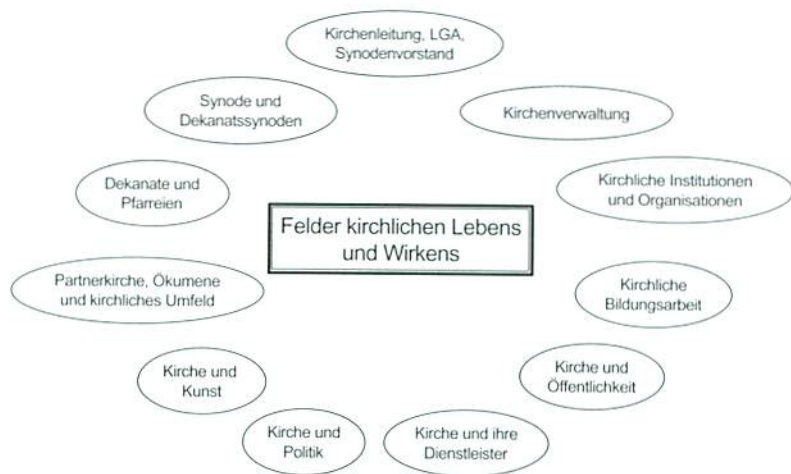 Kirchenleitung, LGA,
Synodenvorstand
Synode und
Dekanatssynoden
Kirchenverwaltung
Dekanate und
Pfarreien
Kirchliche Institutionen
und Organisationen
Felder kirchlichen Lebens
und Wirkens
Partnerkirche, Ökumene
und kirchliches Umfeld
Kirchliche
Bildungsarbeit
Kirche und
Kunst
Kirche und
Öffentlichkeit
Kirche und
Politik
Kirche und ihre
Dienstleister